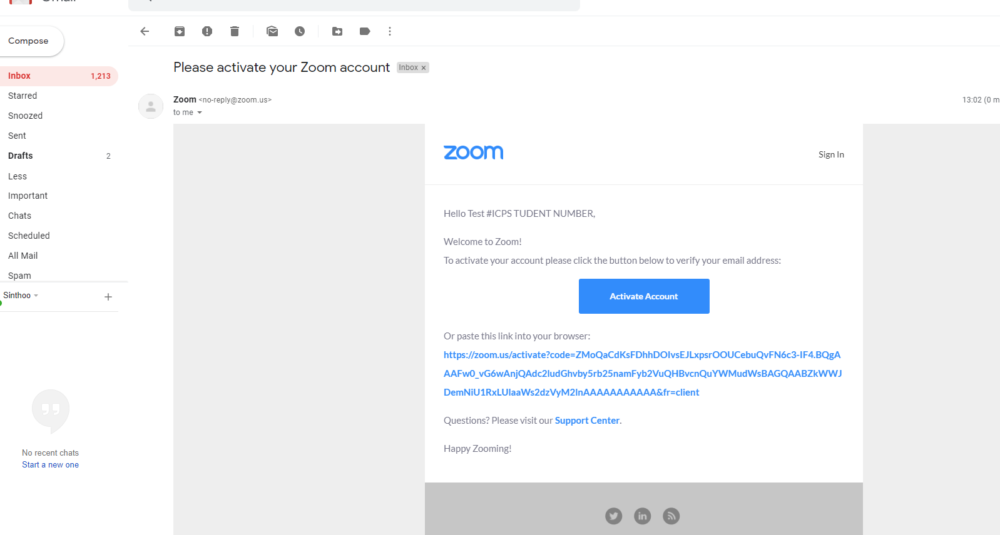 Compose
Inbox 1,213
Starred
Snoozed
Sent
Drafts 2
Less
Important
Chats
Scheduled
All Mail
Spam
Sinthoo
No recent chats
Start a new one
Please activate your Zoom account Inbox x
Zoom <no-reply@zoom.us> 13:02 (0 m
to me
zoom Sign In
Hello Test #ICPS TUDENT NUMBER,
Welcome to Zoom!
To activate your account please click the button below to verify your email address:
Activate Account
Or paste this link into your browser:
https://zoom.us/activate?code=ZMoQaCdKsFDhhDOIvsEJLxpsrOOUCebuQvFN6c3-IF4.BQgA
AAFw0_vG6wAnjQAdc2ludGhvby5rb25namFyb2VuQHBvcnQuYWMudWsBAGQAABZkWWJ
DemNiU1RxLUlaaWs2dzVyM2lnAAAAAAAAAAA&fr=client
Questions? Please visit our Support Center.
Happy Zooming!